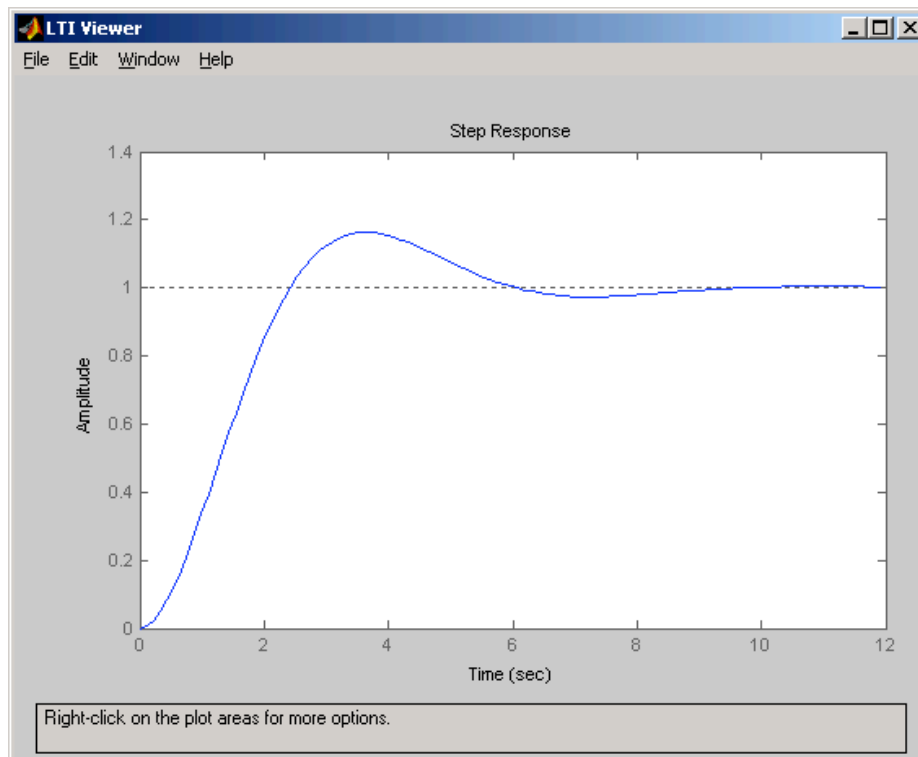 LTI Viewer
File Edit Window Help
Step Response
Amplitude
1.4
1.2
1
0.8
0.6
0.4
0.2
0
0 2 4 6 8 10 12
Time (sec)
Right-click on the plot areas for more options.